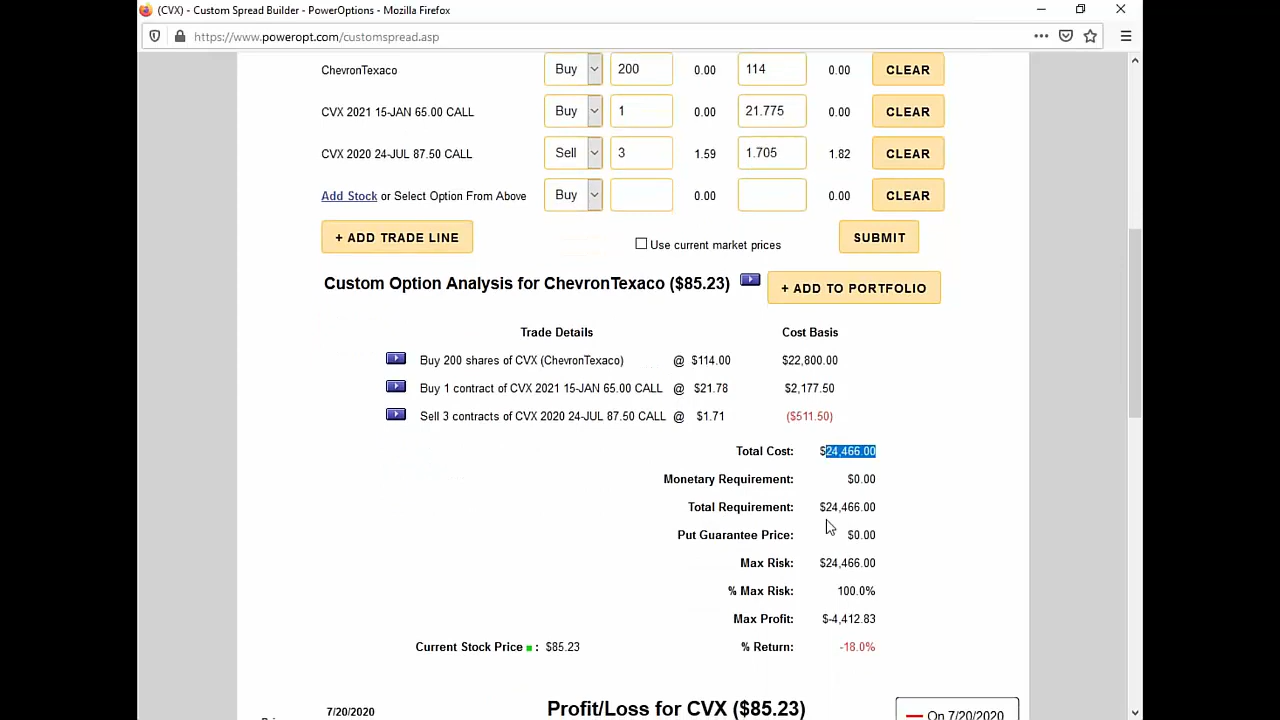 (CVX) - Custom Spread Builder - PowerOptions - Mozilla Firefox
https://www.poweropt.com/customspread.asp
ChevronTexaco Buy 200 0.00 114 0.00 CLEAR
CVX 2021 15-JAN 65.00 CALL Buy 1 0.00 21.775 0.00 CLEAR
CVX 2020 24-JUL 87.50 CALL Sell 3 1.59 1.705 1.82 CLEAR
Add Stock or Select Option From Above Buy 0.00 0.00 CLEAR
+ ADD TRADE LINE Use current market prices SUBMIT
Custom Option Analysis for ChevronTexaco ($85.23) + ADD TO PORTFOLIO
Trade Details Cost Basis
Buy 200 shares of CVX (ChevronTexaco) @ $114.00 $22,800.00
Buy 1 contract of CVX 2021 15-JAN 65.00 CALL @ $21.78 $2,177.50
Sell 3 contracts of CVX 2020 24-JUL 87.50 CALL @ $1.71 ($511.50)
Total Cost: $24,466.00
Monetary Requirement: $0.00
Total Requirement: $24,466.00
Put Guarantee Price: $0.00
Max Risk: $24,466.00
% Max Risk: 100.0%
Max Profit: $-4,412.83
Current Stock Price : $85.23 % Return: -18.0%
7/20/2020 Profit/Loss for CVX ($85.23) On 7/20/2020